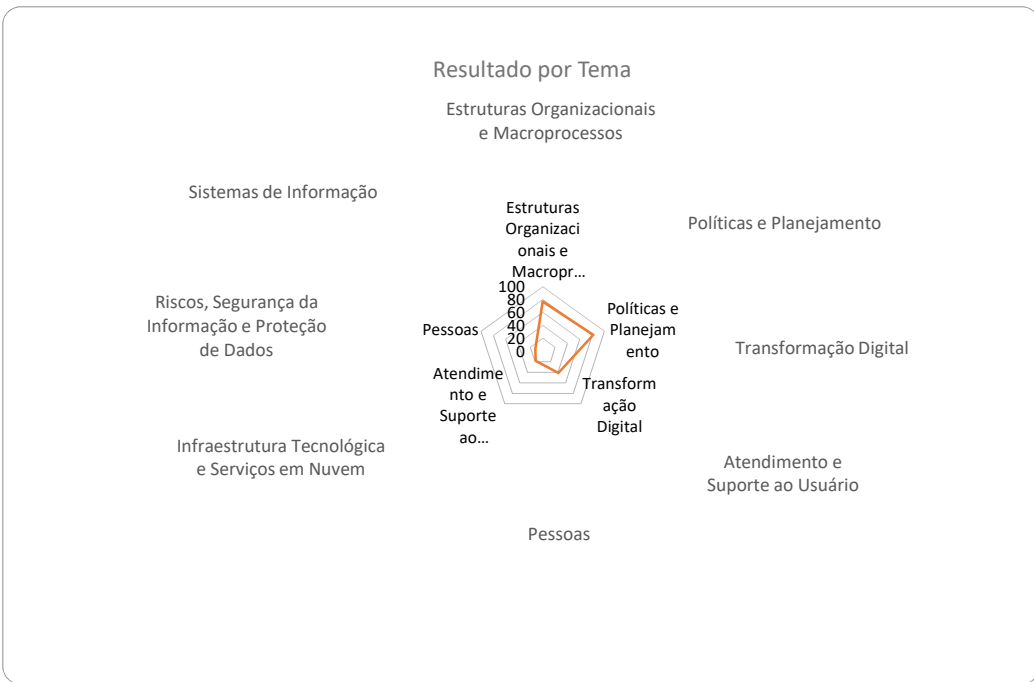 Resultado por Tema
Estruturas Organizacionais
e Macroprocessos
Sistemas de Informação
Políticas e Planejamento
Estruturas
Organizaci
onais e
Macropr...
Riscos, Segurança da
Informação e Proteção
de Dados
100
80
60
40
20
0
Pessoas
Políticas e
Planejam
ento
Transformação Digital
Atendime
nto e
Suporte
ao...
Transform
ação
Digital
Infraestrutura Tecnológica
e Serviços em Nuvem
Atendimento e
Suporte ao Usuário
Pessoas